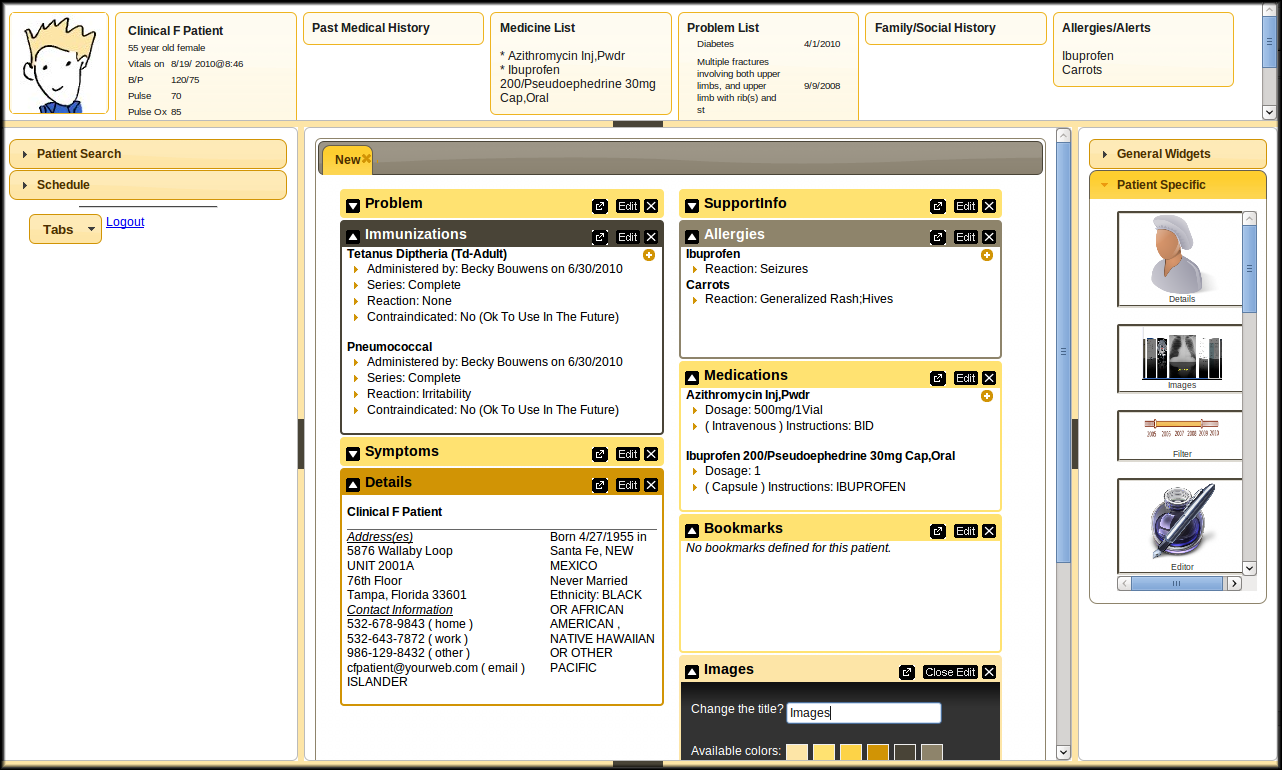 Clinical F Patient
55 year old female
Vitals on 8/19/ 2010@8:46
B/P 120/75
Pulse 70
Pulse Ox 85
Past Medical History
Medicine List
* Azithromycin Inj,Pwdr
* Ibuprofen
200/Pseudoephedrine 30mg
Cap,Oral
Problem List
Diabetes 4/1/2010
Multiple fractures
involving both upper
limbs, and upper 9/9/2008
limb with rib(s) and
st
Family/Social History
Allergies/Alerts
Ibuprofen
Carrots
Patient Search
Schedule
Tabs
Logout
New
Problem Edit
Immunizations Edit
Tetanus Diptheria (Td-Adult)
Administered by: Becky Bouwens on 6/30/2010
Series: Complete
Reaction: None
Contraindicated: No (Ok To Use In The Future)
Pneumococcal
Administered by: Becky Bouwens on 6/30/2010
Series: Complete
Reaction: Irritability
Contraindicated: No (Ok To Use In The Future)
Symptoms Edit
Details Edit
Clinical F Patient
Address(es)
5876 Wallaby Loop
UNIT 2001A
76th Floor
Tampa, Florida 33601
Contact Information
532-678-9843 ( home )
532-643-7872 ( work )
986-129-8432 ( other )
cfpatient@yourweb.com ( email )
Born 4/27/1955 in
Santa Fe, NEW
MEXICO
Never Married
Ethnicity: BLACK
OR AFRICAN
AMERICAN ,
NATIVE HAWAIIAN
OR OTHER
PACIFIC
ISLANDER
SupportInfo Edit
Allergies Edit
Ibuprofen
Reaction: Seizures
Carrots
Reaction: Generalized Rash;Hives
Medications Edit
Azithromycin Inj,Pwdr
Dosage: 500mg/1Vial
( Intravenous ) Instructions: BID
Ibuprofen 200/Pseudoephedrine 30mg Cap,Oral
Dosage: 1
( Capsule ) Instructions: IBUPROFEN
Bookmarks Edit
No bookmarks defined for this patient.
Images Close Edit
Change the title? Images
Available colors:
General Widgets
Patient Specific
Details
Images
2005 2006 2007 2008 2009 2010
Filter
Editor